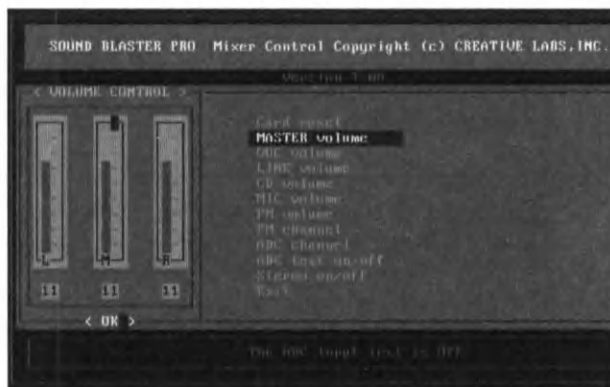 SOUND BLASTER PRO Mixer Control Copyright (c) CREATIVE LABS,INC.
Version
< VOLUME CONTROL >
Card reset
MASTER volume
volume
LINE volume
CD volume
MIC volume
FM volume
FM channel
ADC channel
ADC test on/off
Stereo on/off
Exit
L M R
11 11 11
< OK >
The ADC input test is OFF